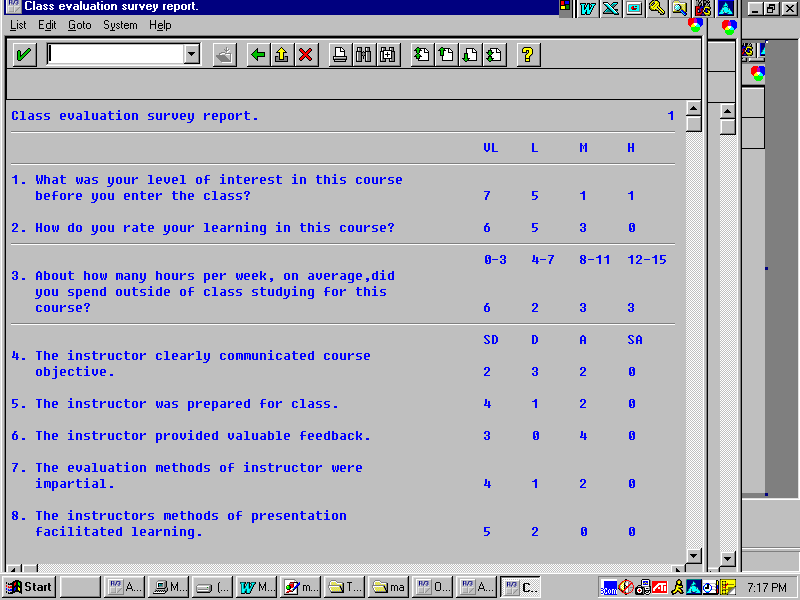 Class evaluation survey report.
List Edit Goto System Help
Class evaluation survey report. 1
VL L M H
1. What was your level of interest in this course
before you enter the class? 7 5 1 1
2. How do you rate your learning in this course? 6 5 3 0
0-3 4-7 8-11 12-15
3. About how many hours per week, on average,did
you spend outside of class studying for this
course? 6 2 3 3
SD D A SA
4. The instructor clearly communicated course
objective. 2 3 2 0
5. The instructor was prepared for class. 4 1 2 0
6. The instructor provided valuable feedback. 3 0 4 0
7. The evaluation methods of instructor were
impartial. 4 1 2 0
8. The instructors methods of presentation
facilitated learning. 5 2 0 0
Start A... M... (... M... m... T... ma O... A... C.. 7:17 PM